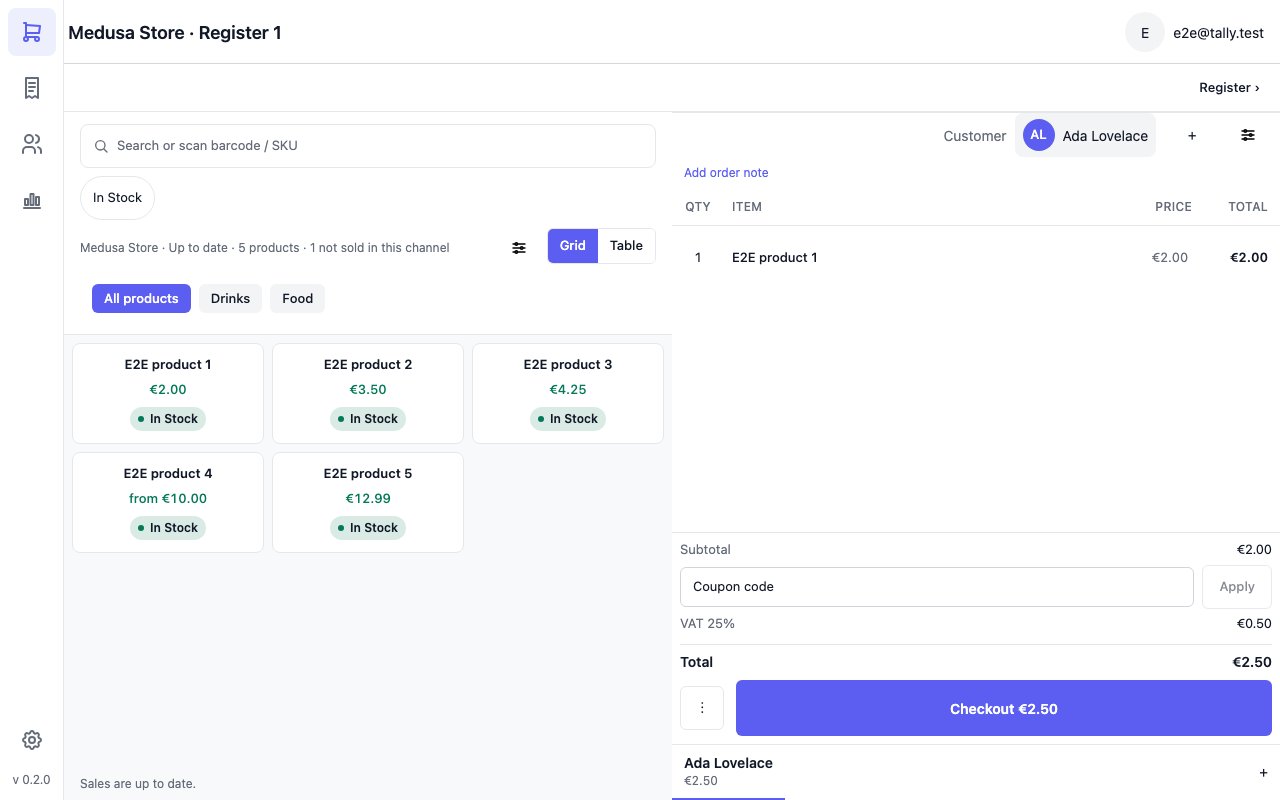 Medusa Store · Register 1
E
e2e@tally.test
Register ›
Search or scan barcode / SKU
In Stock
Medusa Store · Up to date · 5 products · 1 not sold in this channel
Grid
Table
All products
Drinks
Food
E2E product 1
€2.00
In Stock
E2E product 2
€3.50
In Stock
E2E product 3
€4.25
In Stock
E2E product 4
from €10.00
In Stock
E2E product 5
€12.99
In Stock
Sales are up to date.
v 0.2.0
Customer
AL
Ada Lovelace
+
Add order note
QTY ITEM PRICE TOTAL
1 E2E product 1 €2.00 €2.00
Subtotal €2.00
Coupon code
Apply
VAT 25% €0.50
Total €2.50
Checkout €2.50
Ada Lovelace
€2.50
+